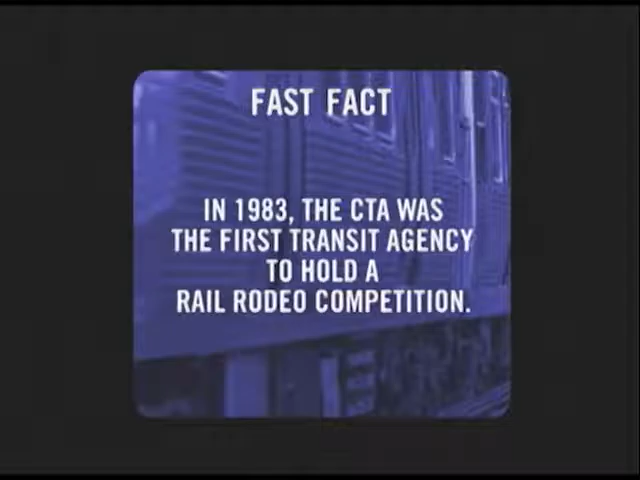 FAST FACT
IN 1983, THE CTA WAS
THE FIRST TRANSIT AGENCY
TO HOLD A
RAIL RODEO COMPETITION.